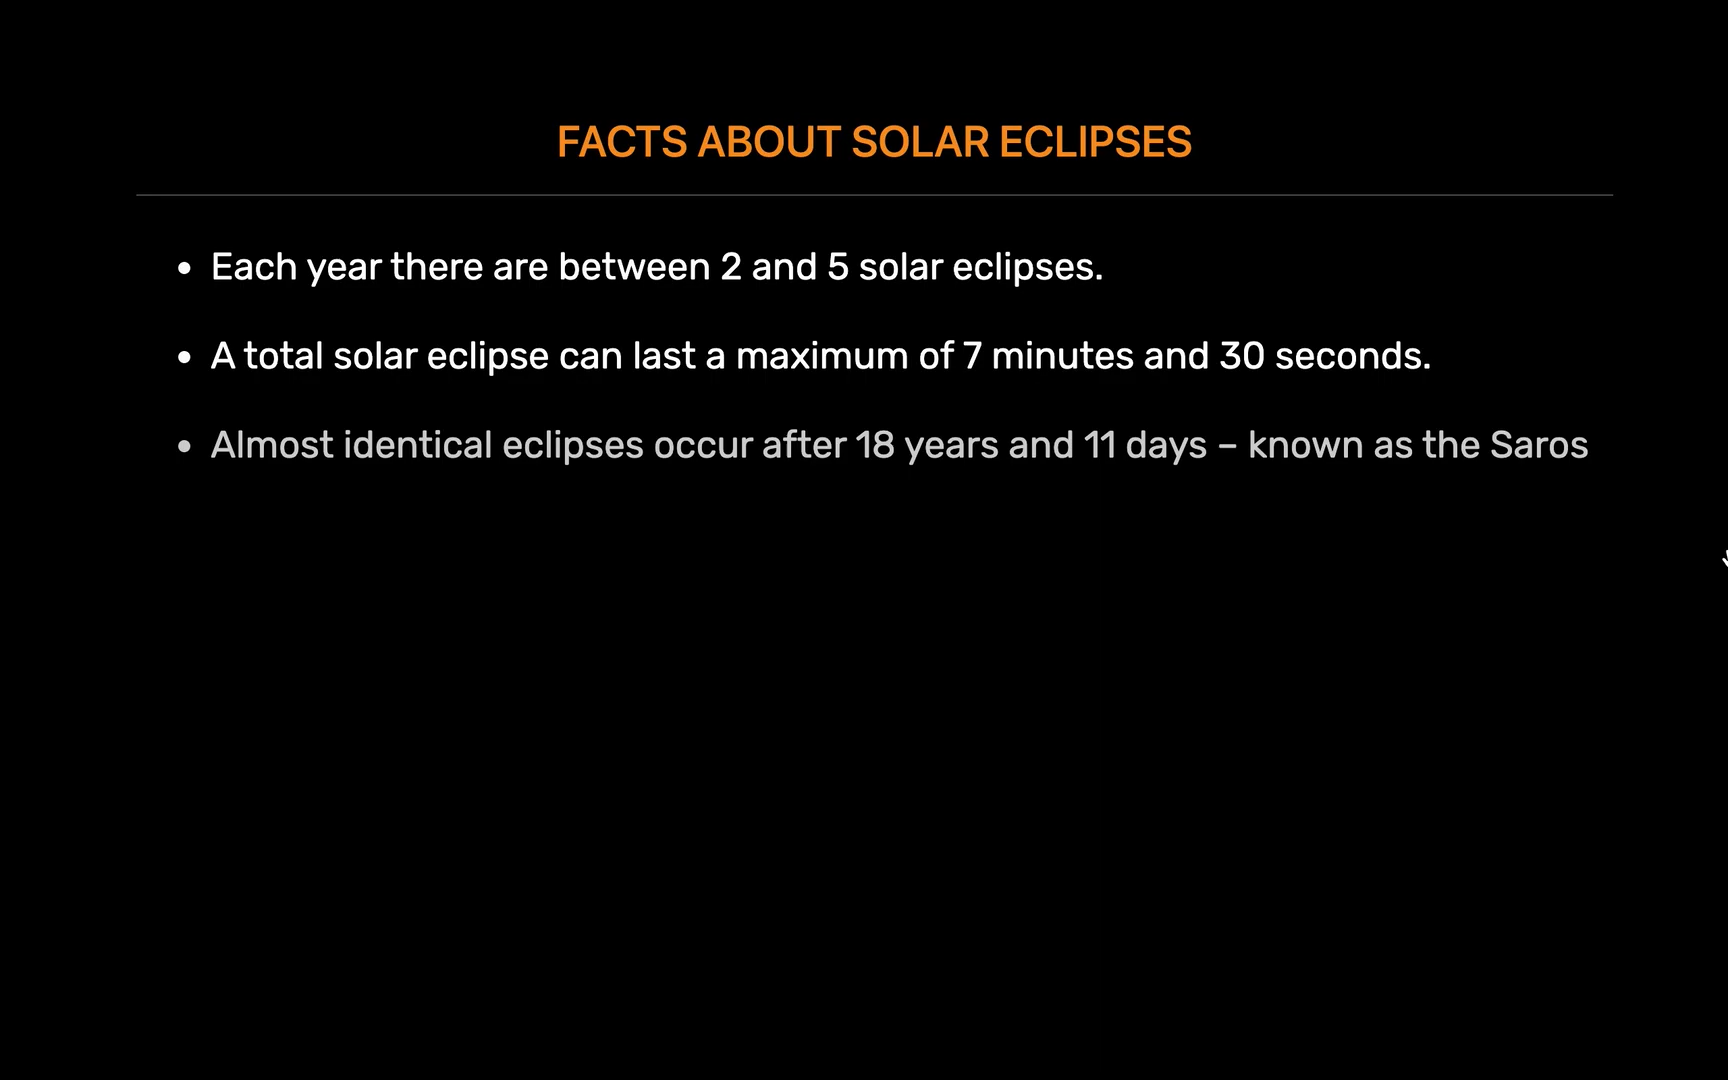 FACTS ABOUT SOLAR ECLIPSES
• Each year there are between 2 and 5 solar eclipses.
• A total solar eclipse can last a maximum of 7 minutes and 30 seconds.
• Almost identical eclipses occur after 18 years and 11 days – known as the Saros